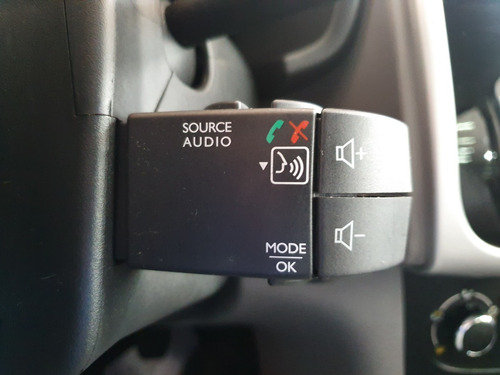 SOURCE
AUDIO
+
-
MODE
OK